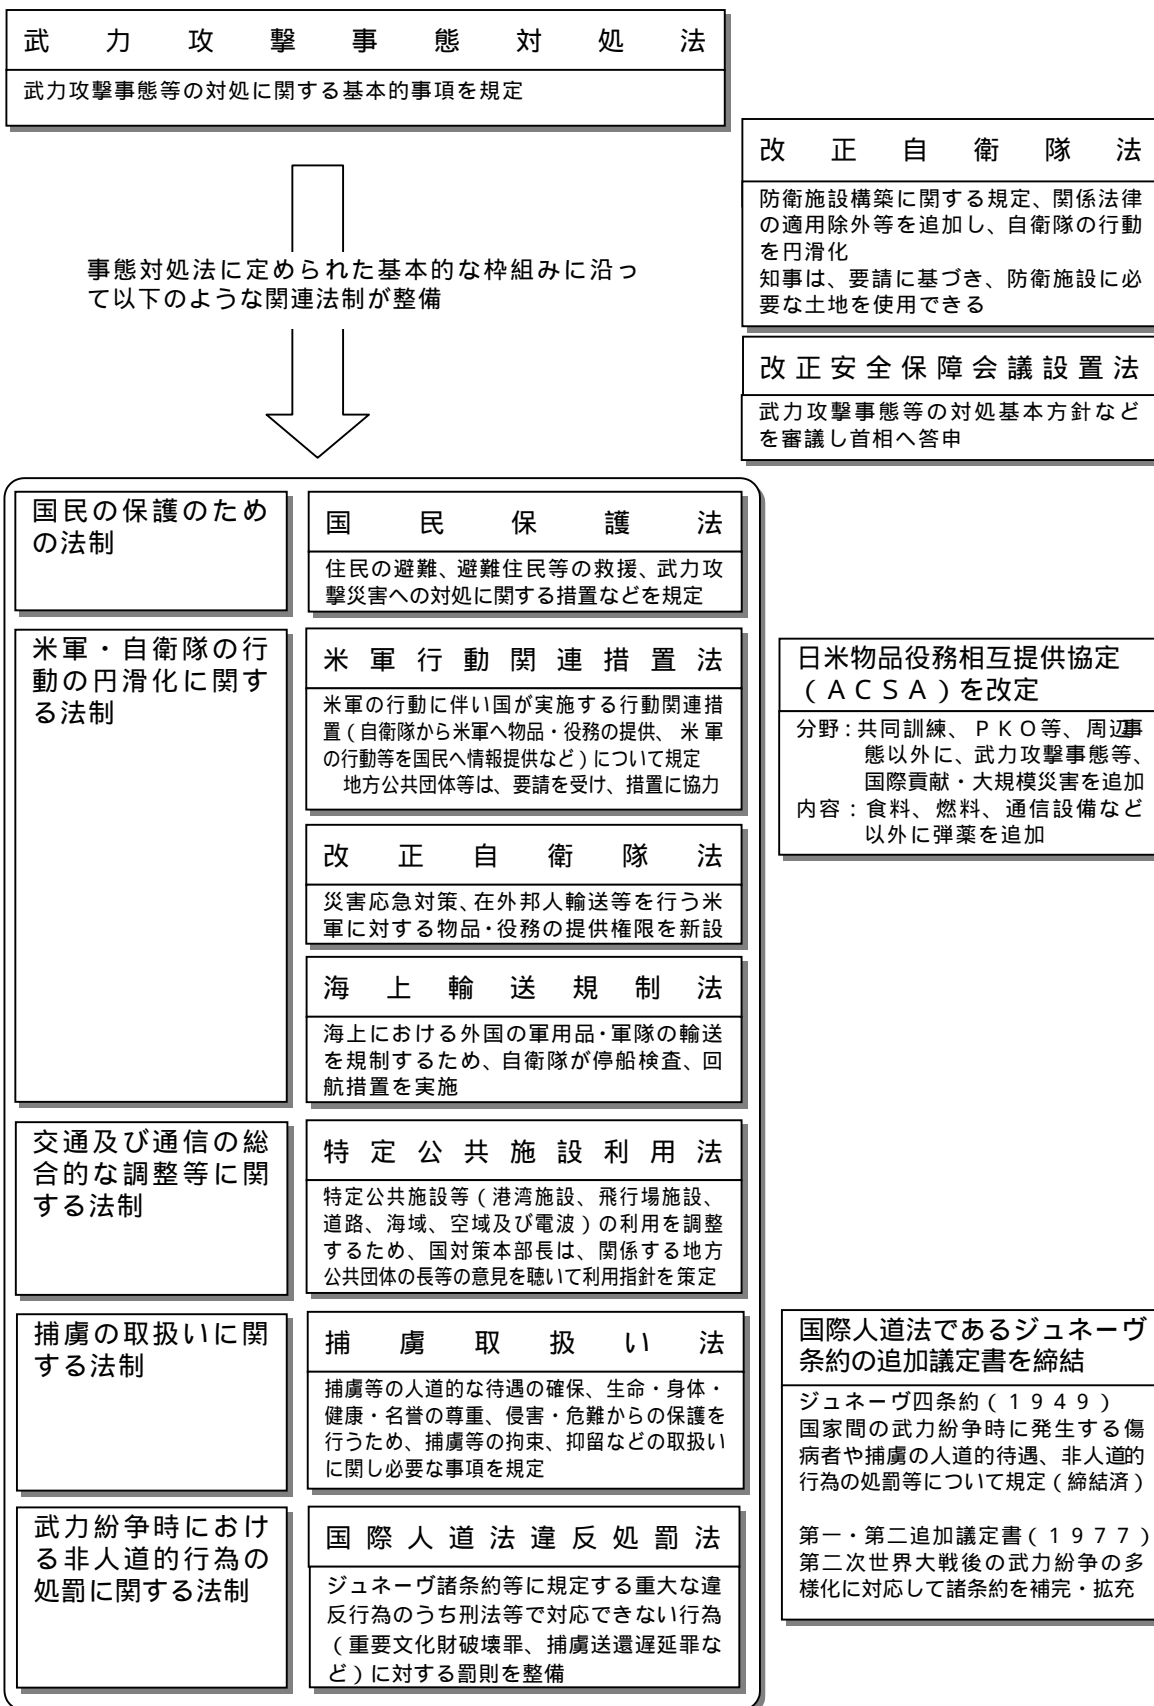 武力攻撃事態対処法
武力攻撃事態等の対処に関する基本的事項を規定
改正自衛隊法
防衛施設構築に関する規定、関係法律
の適用除外等を追加し、自衛隊の行動
を円滑化
知事は、要請に基づき、防衛施設に必
要な土地を使用できる
事態対処法に定められた基本的な枠組みに沿っ
て以下のような関連法制が整備
改正安全保障会議設置法
武力攻撃事態等の対処基本方針など
を審議し首相へ答申
国民の保護のため
の法制
国民保護法
住民の避難、避難住民等の救援、武力攻
撃災害への対処に関する措置などを規定
米軍・自衛隊の行
動の円滑化に関す
る法制
米軍行動関連措置法
米軍の行動に伴い国が実施する行動関連措
置(自衛隊から米軍へ物品・役務の提供、米軍
の行動等を国民へ情報提供など)について規定
地方公共団体等は、要請を受け、措置に協力
日米物品役務相互提供協定
(ACSA)を改定
分野:共同訓練、PKO等、周辺事
態以外に、武力攻撃事態等、
国際貢献・大規模災害を追加
内容:食料、燃料、通信設備など
以外に弾薬を追加
改正自衛隊法
災害応急対策、在外邦人輸送等を行う米
軍に対する物品・役務の提供権限を新設
海上輸送規制法
海上における外国の軍用品・軍隊の輸送
を規制するため、自衛隊が停船検査、回
航措置を実施
交通及び通信の総
合的な調整等に関
する法制
特定公共施設利用法
特定公共施設等(港湾施設、飛行場施設、
道路、海域、空域及び電波)の利用を調整
するため、国対策本部長は、関係する地方
公共団体の長等の意見を聴いて利用指針を策定
捕虜の取扱いに関
する法制
捕虜取扱い法
捕虜等の人道的な待遇の確保、生命・身体・
健康・名誉の尊重、侵害・危難からの保護を
行うため、捕虜等の拘束、抑留などの取扱い
に関し必要な事項を規定
国際人道法であるジュネーヴ
条約の追加議定書を締結
ジュネーヴ四条約(1949)
国家間の武力紛争時に発生する傷
病者や捕虜の人道的待遇、非人道的
行為の処罰等について規定(締結済)
第一・第二追加議定書(1977)
第二次世界大戦後の武力紛争の多
様化に対応して諸条約を補完・拡充
武力紛争時におけ
る非人道的行為の
処罰に関する法制
国際人道法違反処罰法
ジュネーヴ諸条約等に規定する重大な違
反行為のうち刑法等で対応できない行為
(重要文化財破壊罪、捕虜送還遅延罪な
ど)に対する罰則を整備